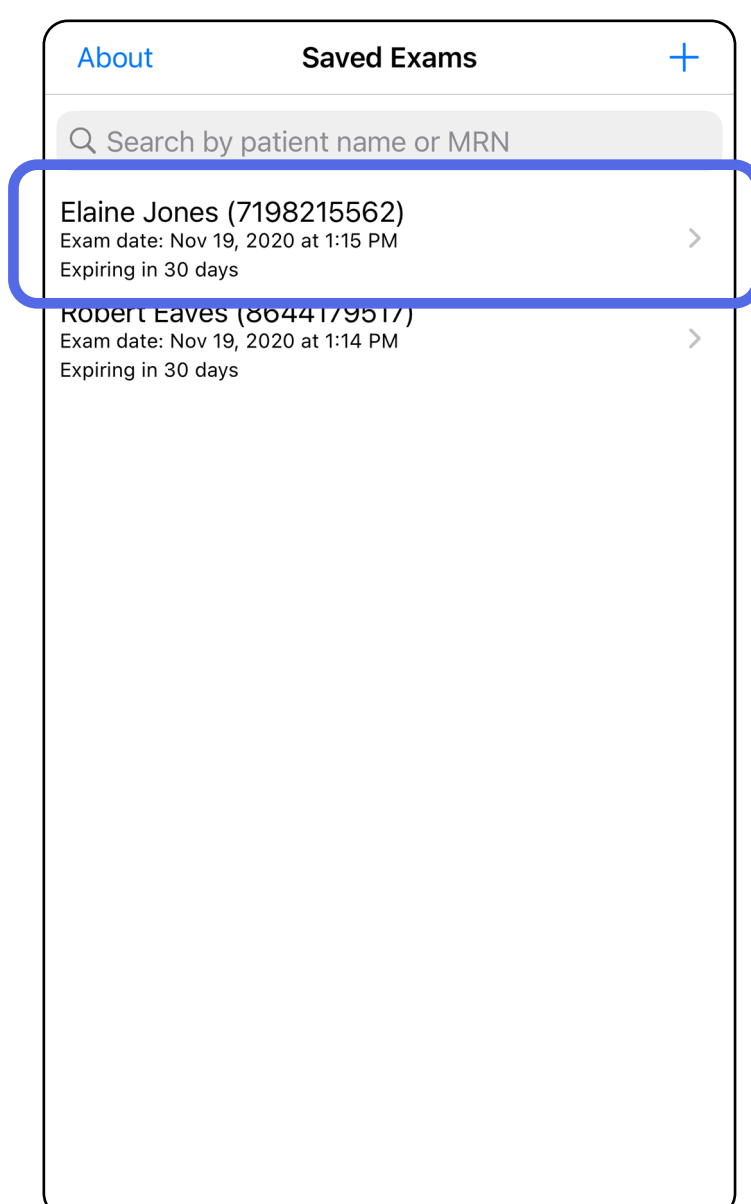 About Saved Exams +
Search by patient name or MRN
Elaine Jones (7198215562)
Exam date: Nov 19, 2020 at 1:15 PM
Expiring in 30 days
Robert Eaves (8644179517)
Exam date: Nov 19, 2020 at 1:14 PM
Expiring in 30 days